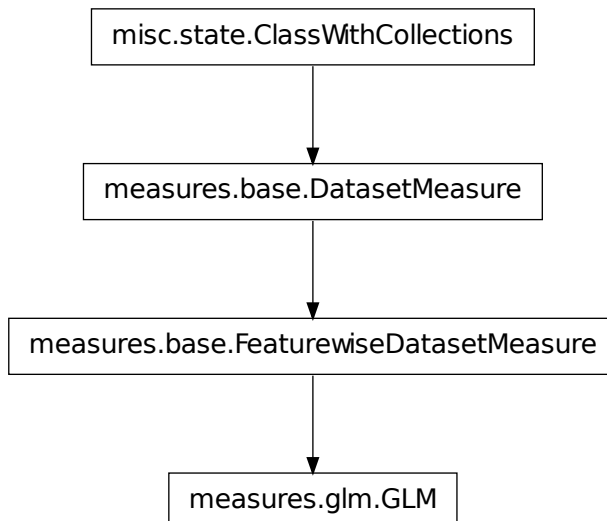 misc.state.ClassWithCollections
measures.base.DatasetMeasure
measures.base.FeaturewiseDatasetMeasure
measures.glm.GLM